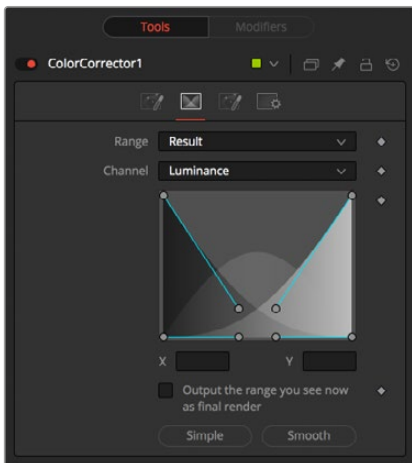 Tools Modifiers
ColorCorrector1
Range Result
Channel Luminance
X Y
Output the range you see now
as final render
Simple Smooth